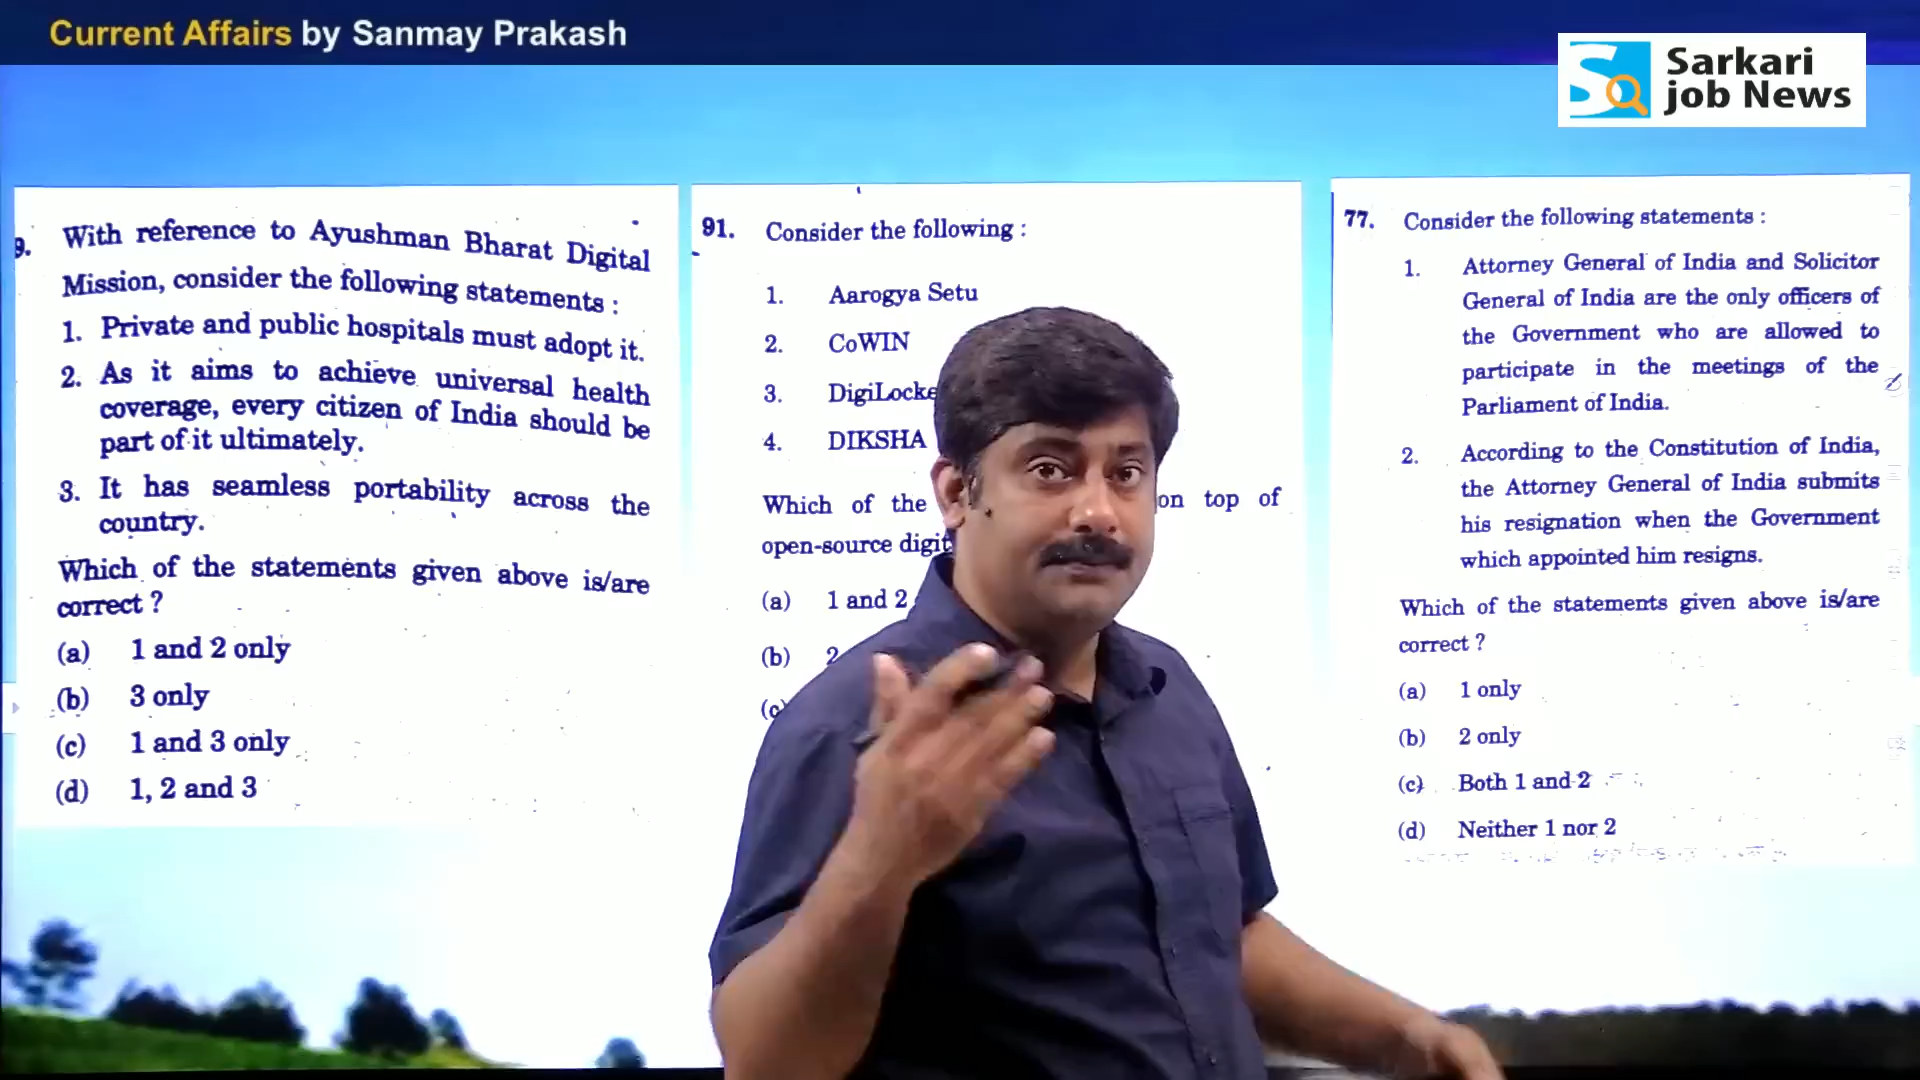 Current Affairs by Sanmay Prakash
Sarkari
job News
9. With reference to Ayushman Bharat Digital
Mission, consider the following statements :
1. Private and public hospitals must adopt it.
2. As it aims to achieve universal health
coverage, every citizen of India should be
part of it ultimately.
3. It has seamless portability across the
country.
Which of the statements given above is/are
correct ?
(a) 1 and 2 only
(b) 3 only
(c) 1 and 3 only
(d) 1, 2 and 3
91. Consider the following :
1. Aarogya Setu
2. CoWIN
3. DigiLocke
4. DIKSHA
Which of the on top of
open-source digit
(a) 1 and 2
(b) 2
(c)
77. Consider the following statements :
1. Attorney General of India and Solicitor
General of India are the only officers of
the Government who are allowed to
participate in the meetings of the
Parliament of India.
2. According to the Constitution of India,
the Attorney General of India submits
his resignation when the Government
which appointed him resigns.
Which of the statements given above is/are
correct ?
(a) 1 only
(b) 2 only
(c) Both 1 and 2
(d) Neither 1 nor 2